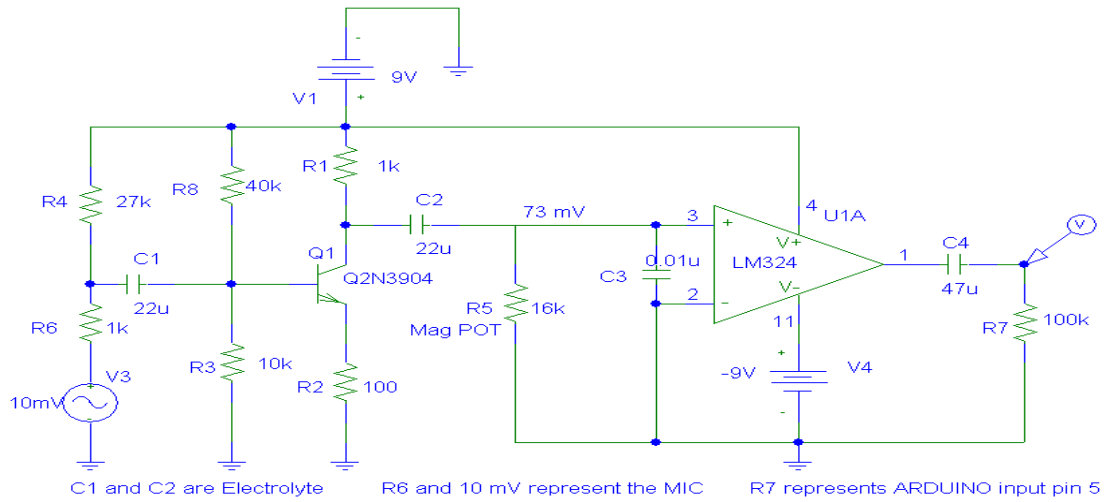 -
9V
V1
+
R1
1k
R8
40k
R4
27k
C2
22u
73 mV
3
4
U1A
+
V+
C1
22u
Q1
Q2N3904
C3
0.01u
LM324
1
C4
47u
V
2
-
V-
R6
1k
R5
16k
Mag POT
11
R7
100k
V3
+
10mV
-
R3
10k
R2
100
+
-9V
V4
-
C1 and C2 are Electrolyte
R6 and 10 mV represent the MIC
R7 represents ARDUINO input pin 5